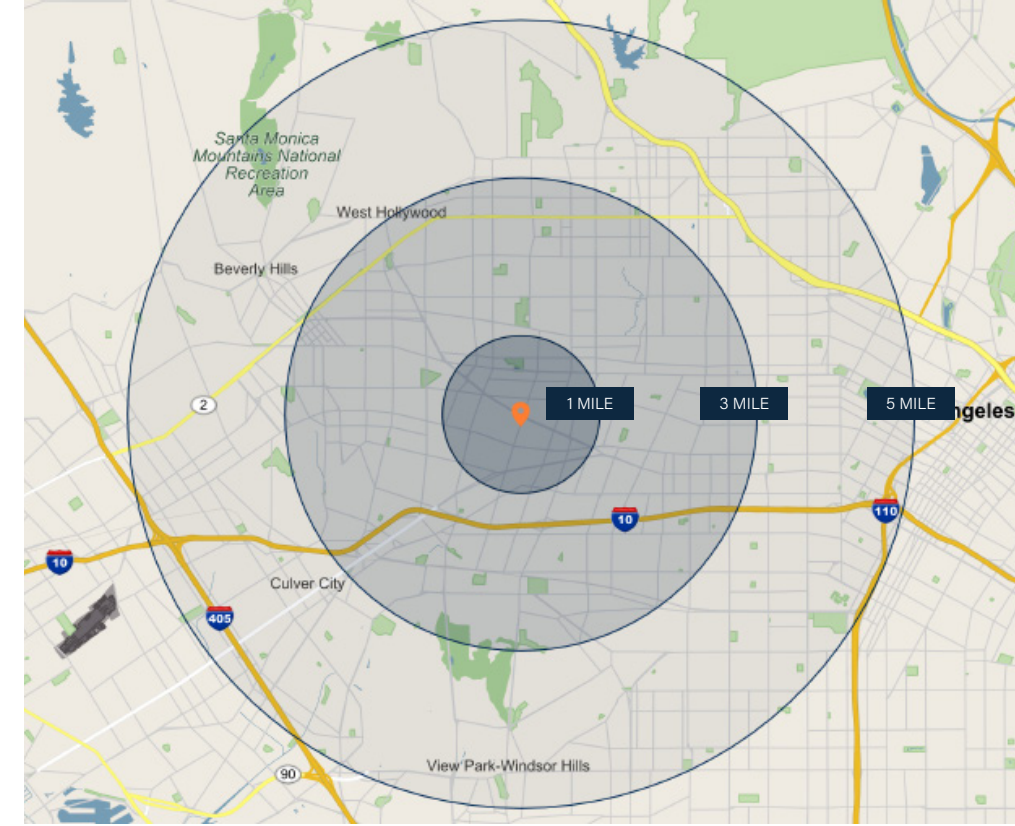 Santa Monica
Mountains National
Recreation
Area
West Hollywood
Beverly Hills
2
1 MILE
3 MILE
5 MILE
ngeles
110
10
10
Culver City
405
View Park-Windsor Hills
90